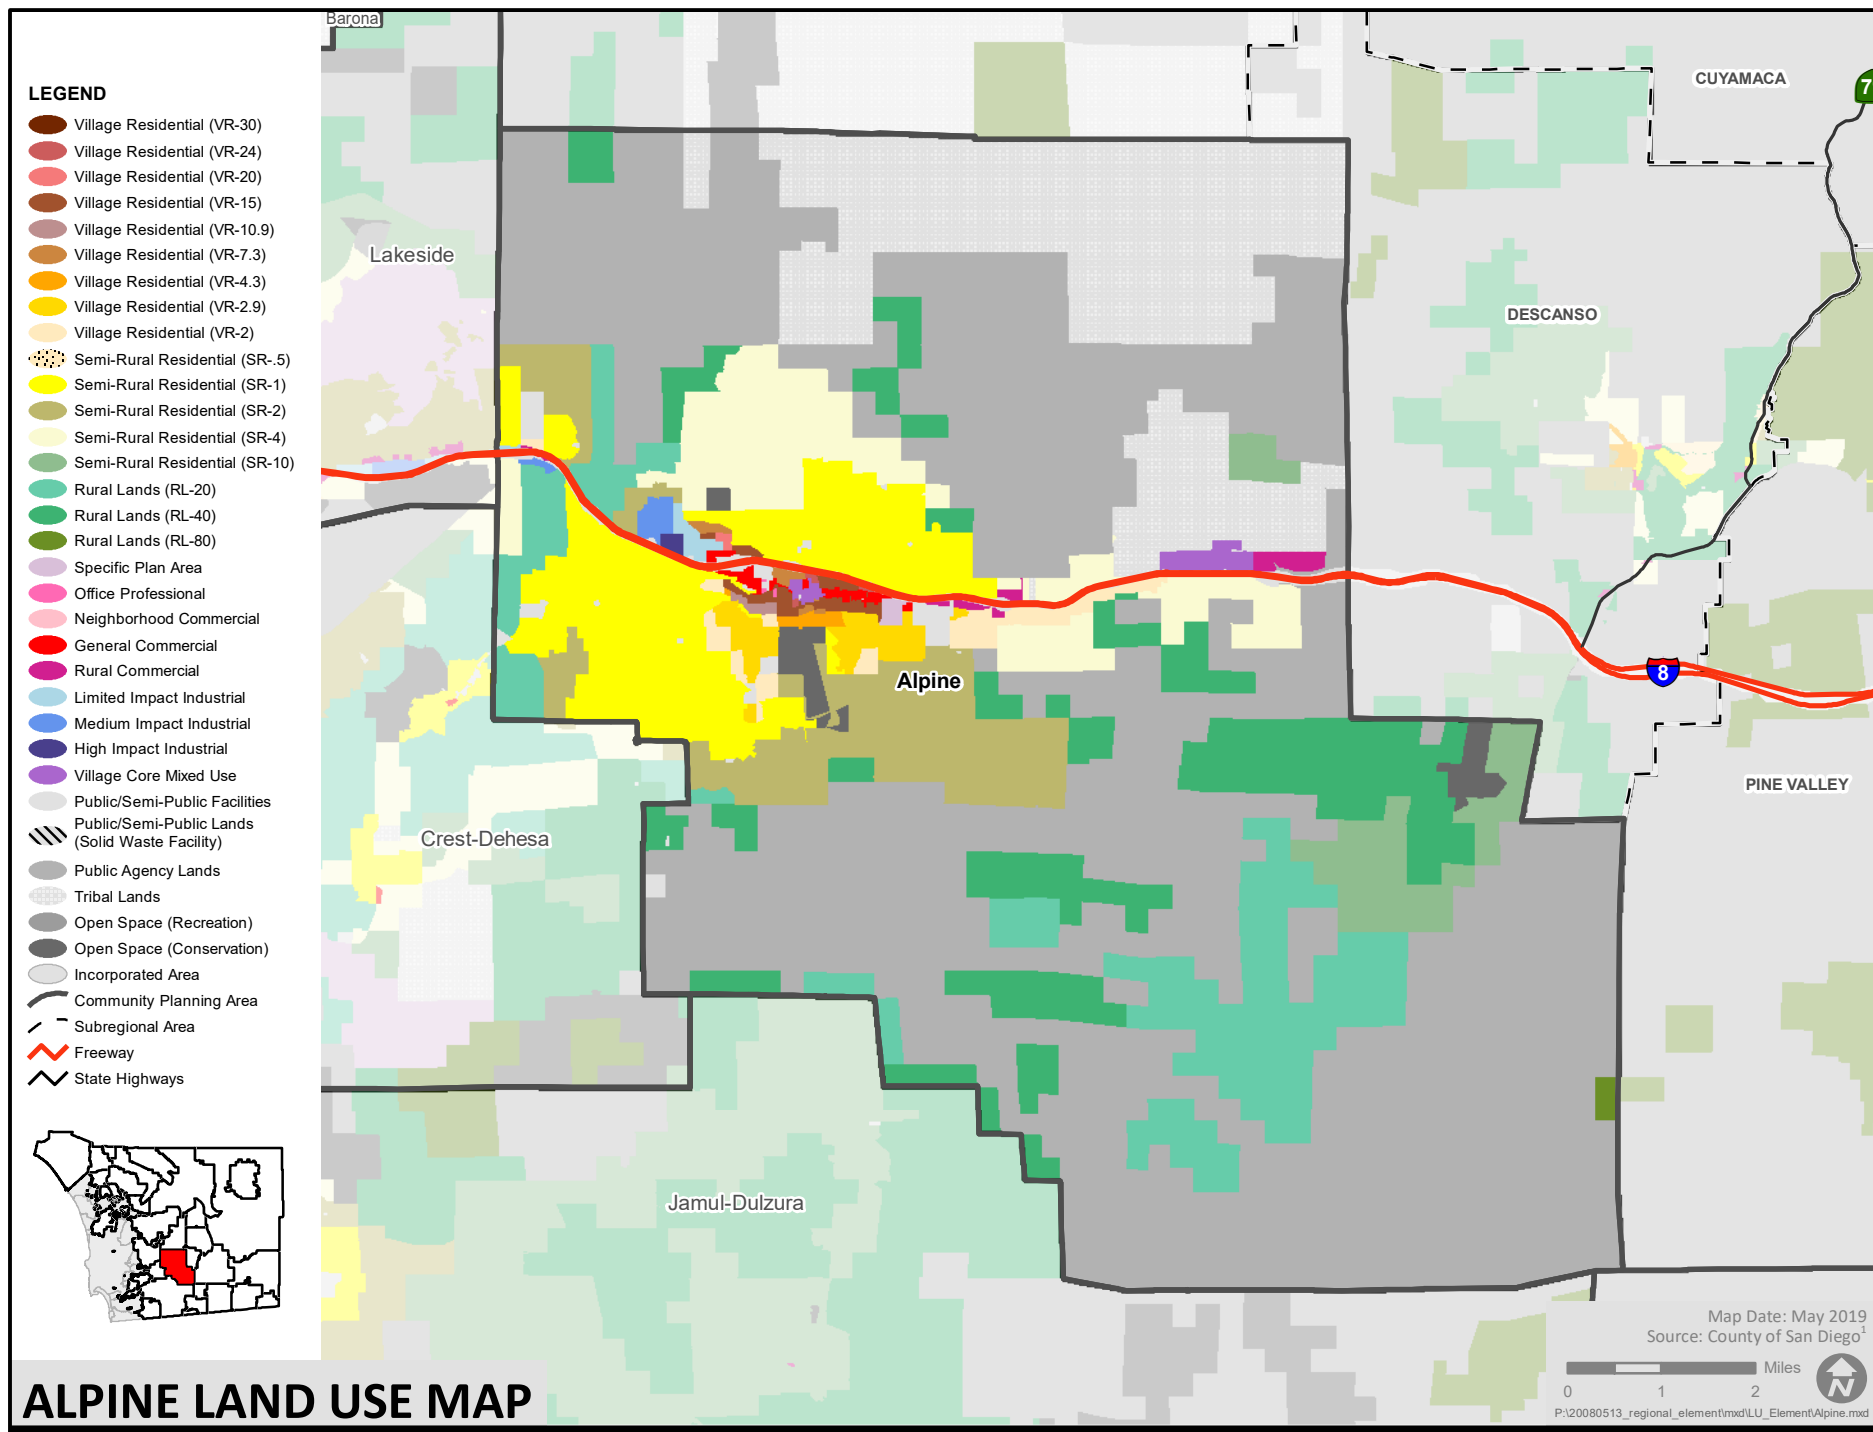 Barona
CUYAMACA
7
LEGEND
Village Residential (VR-30)
Village Residential (VR-24)
Village Residential (VR-20)
Village Residential (VR-15)
Village Residential (VR-10.9)
Village Residential (VR-7.3)
Village Residential (VR-4.3)
Village Residential (VR-2.9)
Village Residential (VR-2)
Semi-Rural Residential (SR-.5)
Semi-Rural Residential (SR-1)
Semi-Rural Residential (SR-2)
Semi-Rural Residential (SR-4)
Semi-Rural Residential (SR-10)
Rural Lands (RL-20)
Rural Lands (RL-40)
Rural Lands (RL-80)
Specific Plan Area
Office Professional
Neighborhood Commercial
General Commercial
Rural Commercial
Limited Impact Industrial
Medium Impact Industrial
High Impact Industrial
Village Core Mixed Use
Public/Semi-Public Facilities
Public/Semi-Public Lands
(Solid Waste Facility)
Public Agency Lands
Tribal Lands
Open Space (Recreation)
Open Space (Conservation)
Incorporated Area
Community Planning Area
Subregional Area
Freeway
State Highways
Lakeside
DESCANSO
8
Alpine
PINE VALLEY
Crest-Dehesa
Jamul-Dulzura
Map Date: May 2019
Source: County of San Diego1
Miles
0 1 2
N
P:\20080513_regional_element\mxd\LU_Element\Alpine.mxd
ALPINE LAND USE MAP